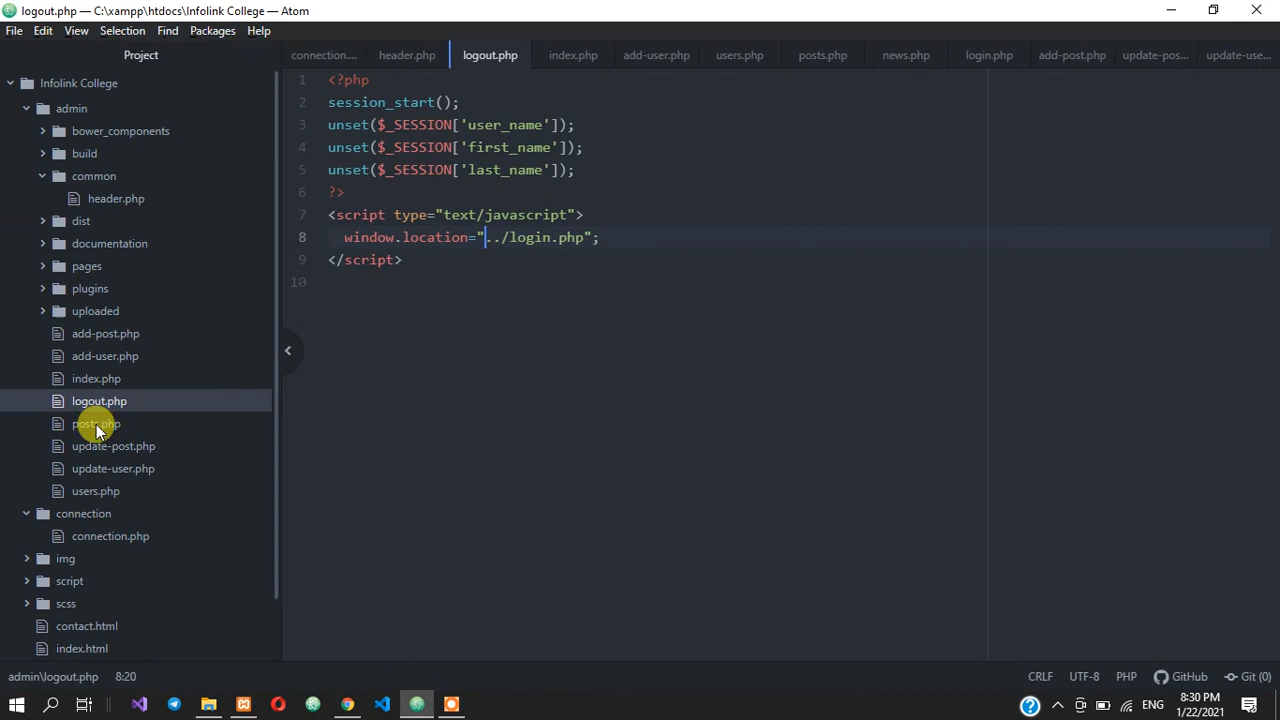 logout.php — C:\xampp\htdocs\Infolink College — Atom
File Edit View Selection Find Packages Help
Project
connection.... header.php logout.php index.php add-user.php users.php posts.php news.php login.php add-post.php update-pos... update-use...
Infolink College
admin
bower_components
build
common
header.php
dist
documentation
pages
plugins
uploaded
add-post.php
add-user.php
index.php
logout.php
posts.php
update-post.php
update-user.php
users.php
connection
connection.php
img
script
scss
contact.html
index.html
1 <?php
2 session_start();
3 unset($_SESSION['user_name']);
4 unset($_SESSION['first_name']);
5 unset($_SESSION['last_name']);
6 ?>
7 <script type="text/javascript">
8 window.location="../login.php";
9 </script>
10
admin\logout.php 8:20 CRLF UTF-8 PHP GitHub Git (0)
ENG 8:30 PM
1/22/2021